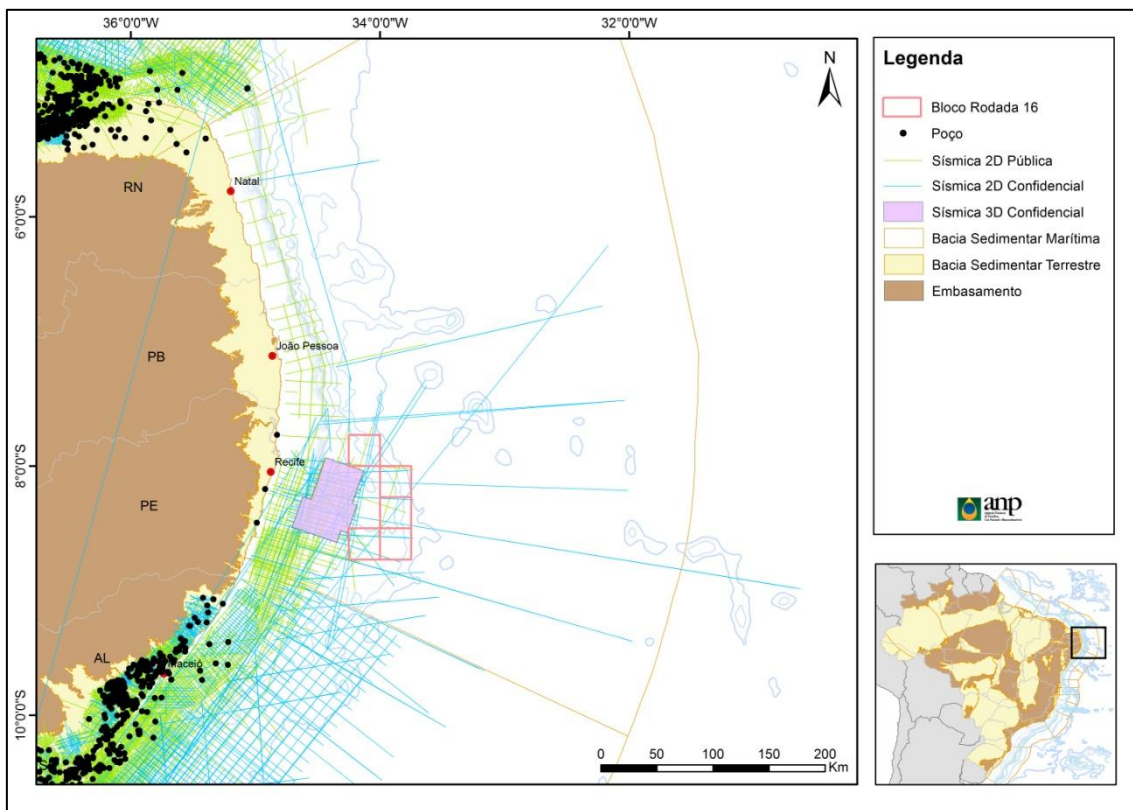 36°0'0"W
34°0'0"W
32°0'0"W
N
RN
Natal
6°0'0"S
João Pessoa
PB
Recife
8°0'0"S
PE
AL
Maceió
10°0'0"S
0 50 100 150 200
Km
Legenda
Bloco Rodada 16
Poço
Sísmica 2D Pública
Sísmica 2D Confidencial
Sísmica 3D Confidencial
Bacia Sedimentar Marítima
Bacia Sedimentar Terrestre
Embasamento
anp